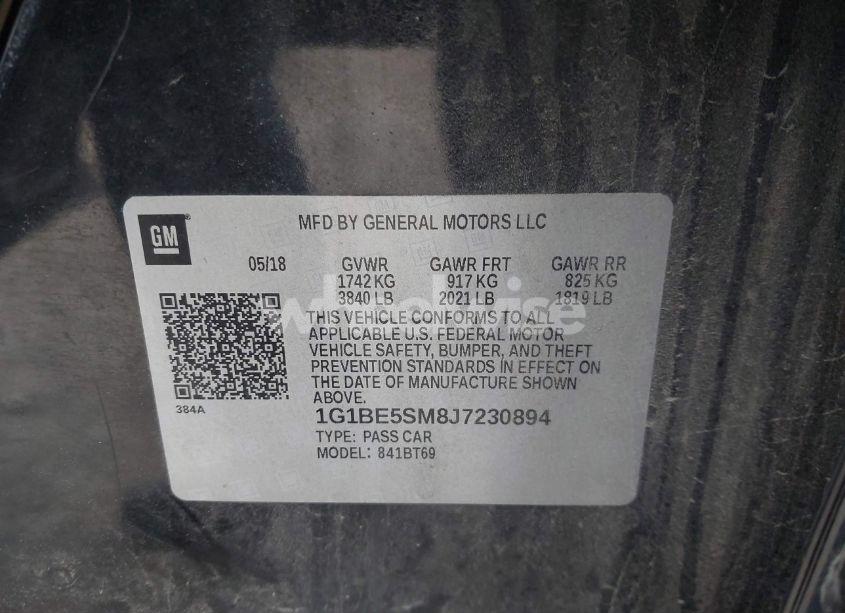 GM
MFD BY GENERAL MOTORS LLC
05/18 GVWR GAWR FRT GAWR RR
1742 KG 917 KG 825 KG
3840 LB 2021 LB 1819 LB
THIS VEHICLE CONFORMS TO ALL
APPLICABLE U.S. FEDERAL MOTOR
VEHICLE SAFETY, BUMPER, AND THEFT
PREVENTION STANDARDS IN EFFECT ON
THE DATE OF MANUFACTURE SHOWN
ABOVE.
384A
1G1BE5SM8J7230894
TYPE: PASS CAR
MODEL: 841BT69